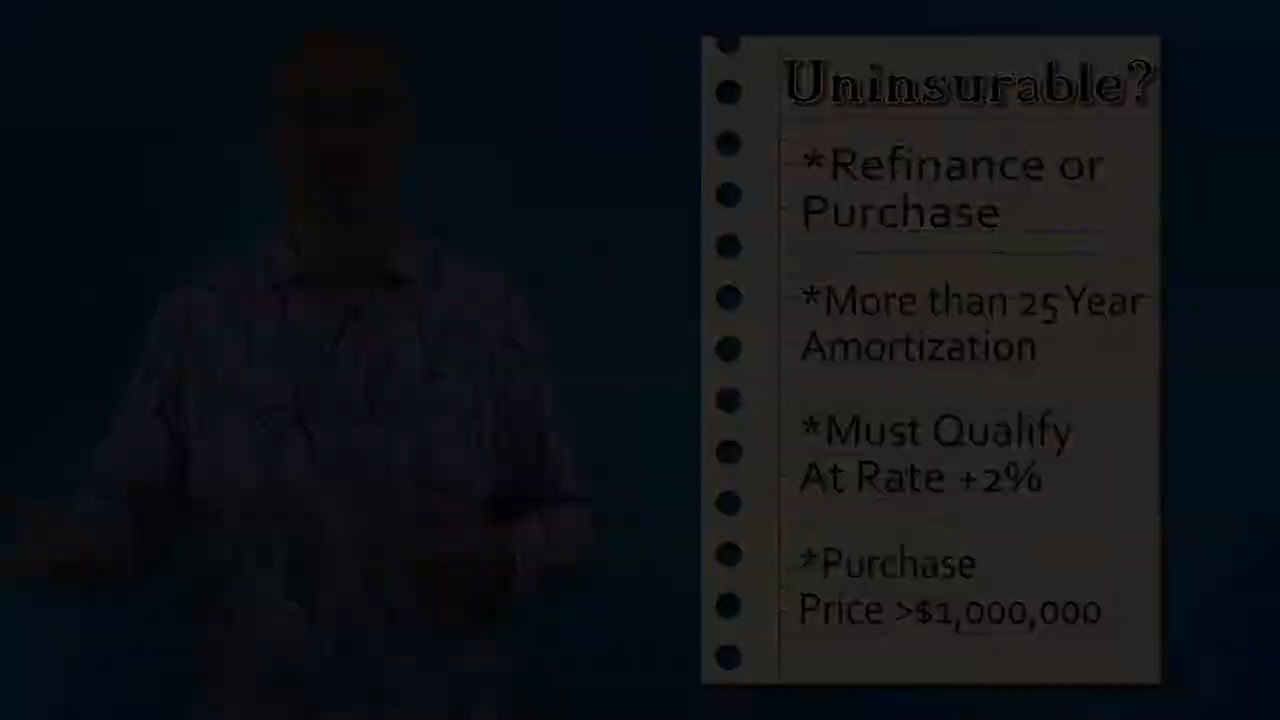 Uninsurable?
*Refinance or
Purchase
*More than 25 Year
Amortization
*Must Qualify
At Rate +2%
*Purchase
Price >$1,000,000